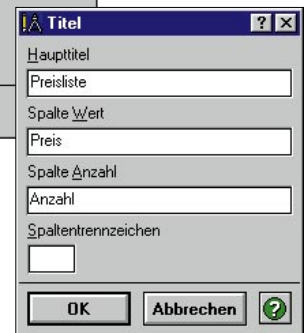 Titel
Haupttitel
Preisliste
Spalte Wert
Preis
Spalte Anzahl
Anzahl
Spaltentrennzeichen
OK Abbrechen